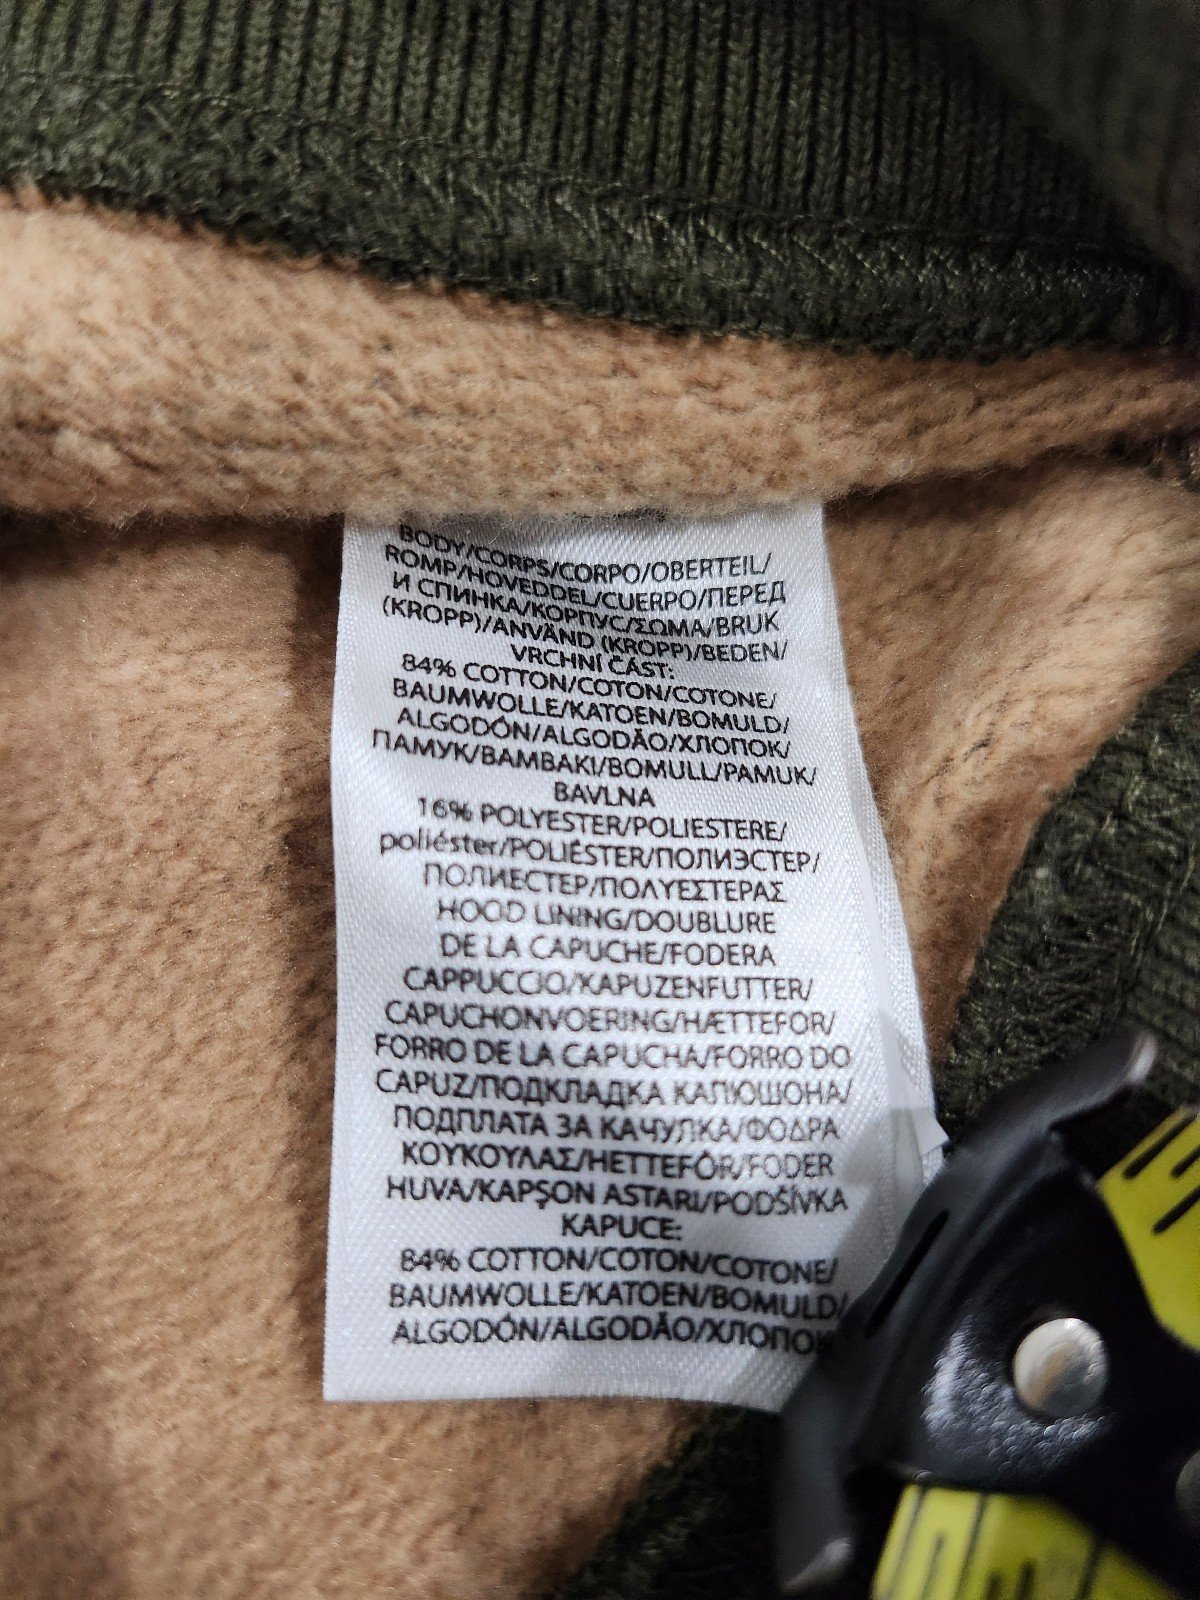 BODY/CORPS/CORPO/OBERTEIL/
ROMP/HOVEDDEL/CUERPO/ПЕРЕД
И СПИНКА/КОРПУС/ΣΩΜΑ/BRUK
(KROPP)/ANVÄND (KROPP)/BEDEN/
VRCHNÍ ČÁST:
84% COTTON/COTON/COTONE/
BAUMWOLLE/KATOEN/BOMULD/
ALGODÓN/ALGODÃO/ХЛОПОК/
ПАМУК/BAMBAKI/BOMULL/PAMUK/
BAVLNA
16% POLYESTER/POLIESTERE/
poliéster/POLIÉSTER/ПОЛИЭСТЕР/
ПОЛИЕСТЕР/ΠΟΛΥΕΣΤΕΡΑΣ
HOOD LINING/DOUBLURE
DE LA CAPUCHE/FODERA
CAPPUCCIO/KAPUZENFUTTER/
CAPUCHONVOERING/HÆTTEFOR/
FORRO DE LA CAPUCHA/FORRO DO
CAPUZ/ПОДКЛАДКА КАПЮШОНА/
ПОДПЛАТА ЗА КАЧУЛКА/ΦΟΔΡΑ
ΚΟΥΚΟΥΛΑΣ/HETTEFÔR/FODER
HUVA/KAPŞON ASTARI/PODŠÍVKA
KAPUCE:
84% COTTON/COTON/COTONE/
BAUMWOLLE/KATOEN/BOMULD/
ALGODÓN/ALGODÃO/ХЛОПОК